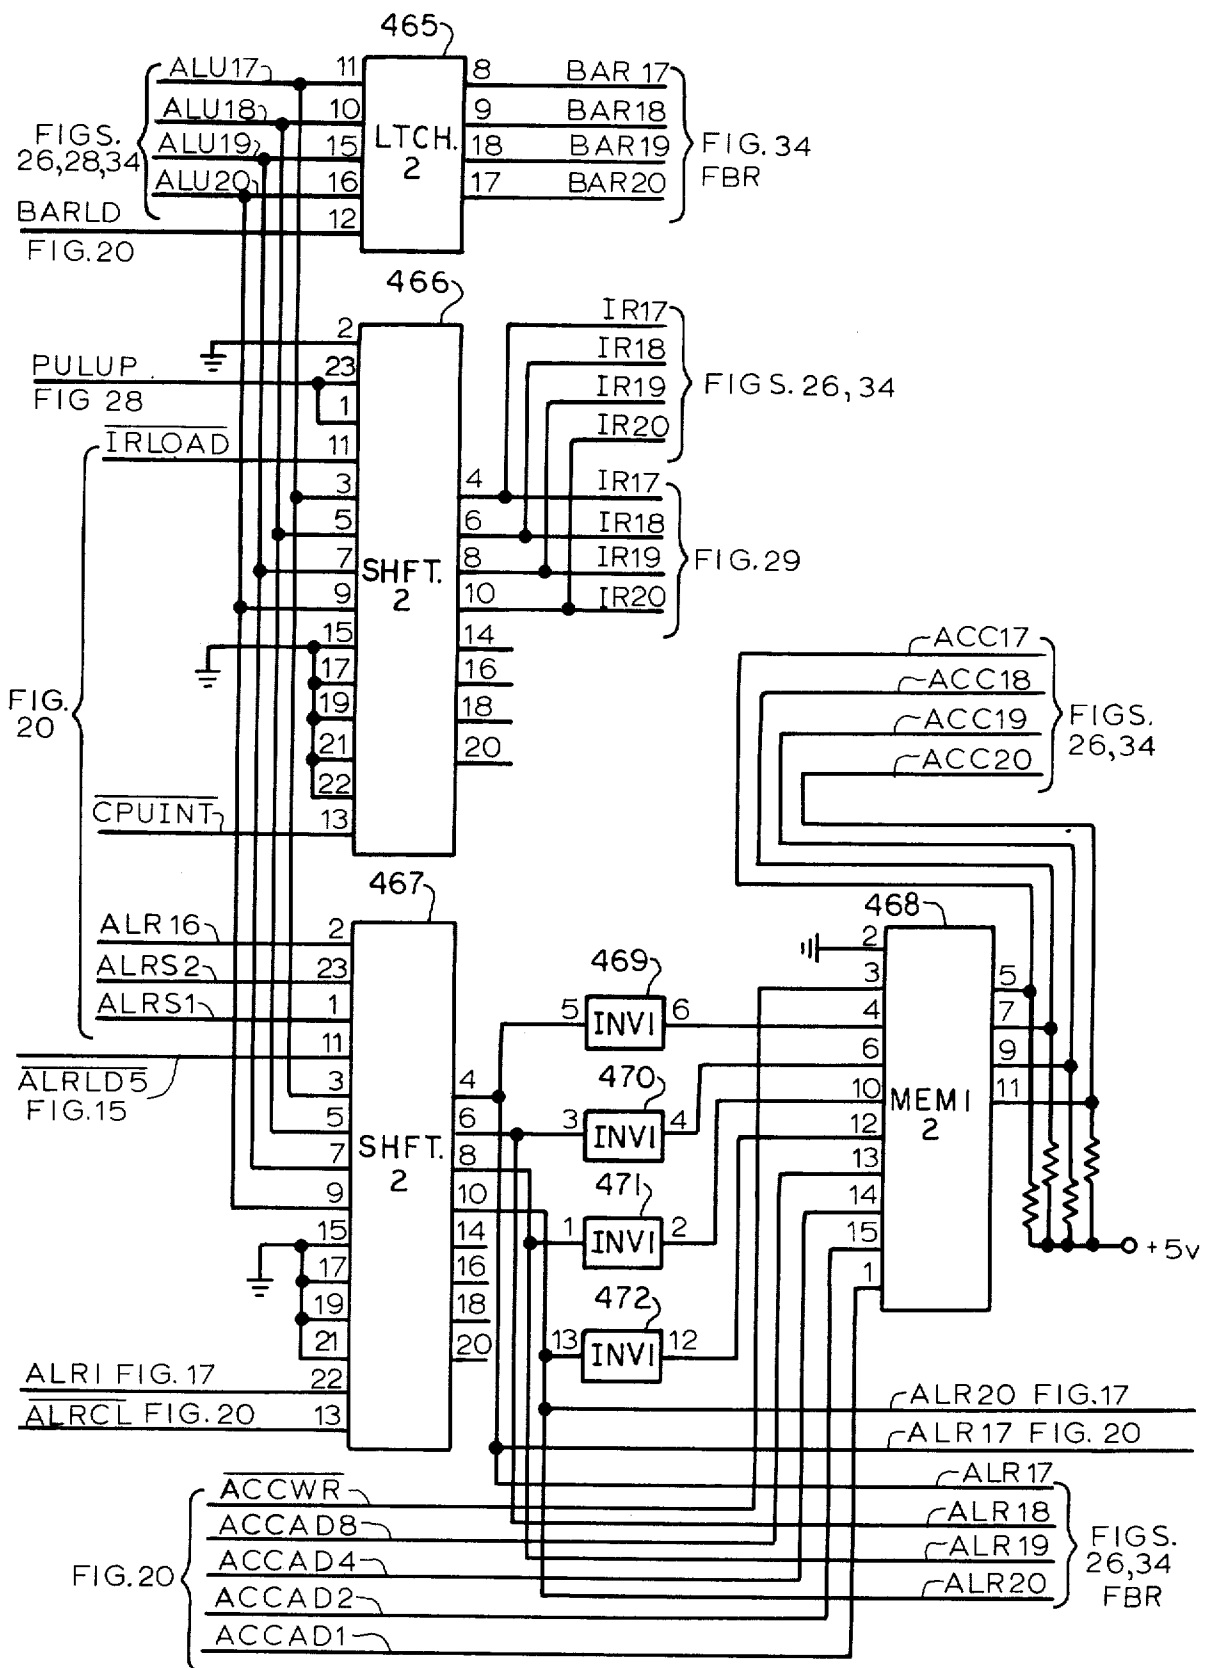 465
ALU17 11 8 BAR 17
ALU18 10 9 BAR18
FIGS. 26,28,34
ALU19 15 LTCH. 2 18 BAR19
FIG.34 FBR
ALU20 16 17 BAR20
BARLD 12
FIG.20
466
2 IR17
PULUP 23 IR18
FIG 28 1 IR19
FIGS. 26,34
IRLOAD 11 IR20
3 4 IR17
5 6 IR18
7 SHFT. 2 8 IR19
FIG.29
9 10 IR20
15 14
17 16
19 18
21 20
22
FIG. 20
CPUINT 13
ACC17
ACC18
ACC19
ACC20
FIGS. 26,34
467
ALR16 2
ALRS2 23
ALRS1 1
11
ALRLD5
FIG.15
3 4
5 6
7 SHFT. 2 8
9 10
15 14
17 16
19 18
21 20
ALR1 FIG.17 22
ALRCL FIG.20 13
469
5 INV1 6
470
3 INV1 4
471
1 INV1 2
472
13 INV1 12
468
2
3 5
4 7
6 9
10 MEM1 2 11
12
13
14
15
1
+5v
ALR20 FIG.17
ALR17 FIG. 20
ALR17
ALR18
ALR19
ALR20
FIGS. 26,34 FBR
ACCWR
ACCAD8
ACCAD4
FIG.20
ACCAD2
ACCAD1